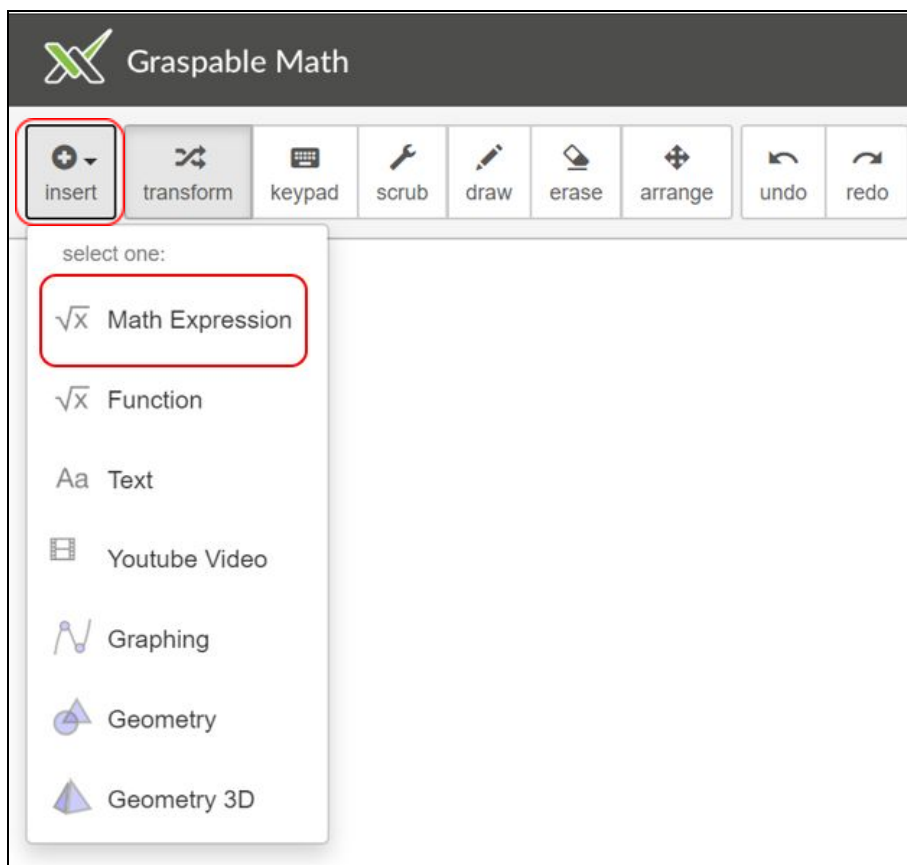 Graspable Math
insert transform keypad scrub draw erase arrange undo redo
select one:
√x Math Expression
√x Function
Aa Text
Youtube Video
Graphing
Geometry
Geometry 3D